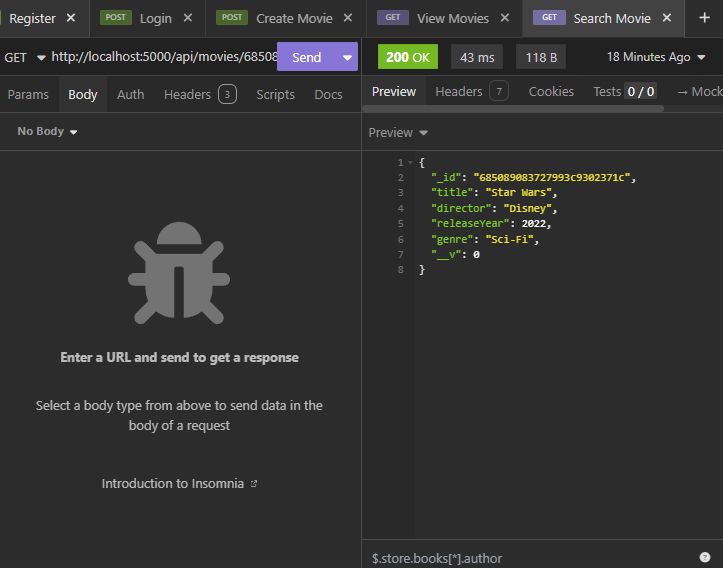 Register × POST Login × POST Create Movie × GET View Movies × GET Search Movie × +
GET http://localhost:5000/api/movies/68508 Send 200 OK 43 ms 118 B 18 Minutes Ago
Params Body Auth Headers 3 Scripts Docs
Preview Headers 7 Cookies Tests 0 / 0 → Mock
No Body
Preview
1 {
2 "_id": "685089083727993c9302371c",
3 "title": "Star Wars",
4 "director": "Disney",
5 "releaseYear": 2022,
6 "genre": "Sci-Fi",
7 "__v": 0
8 }
Enter a URL and send to get a response
Select a body type from above to send data in the
body of a request
Introduction to Insomnia
$.store.books[*].author ?